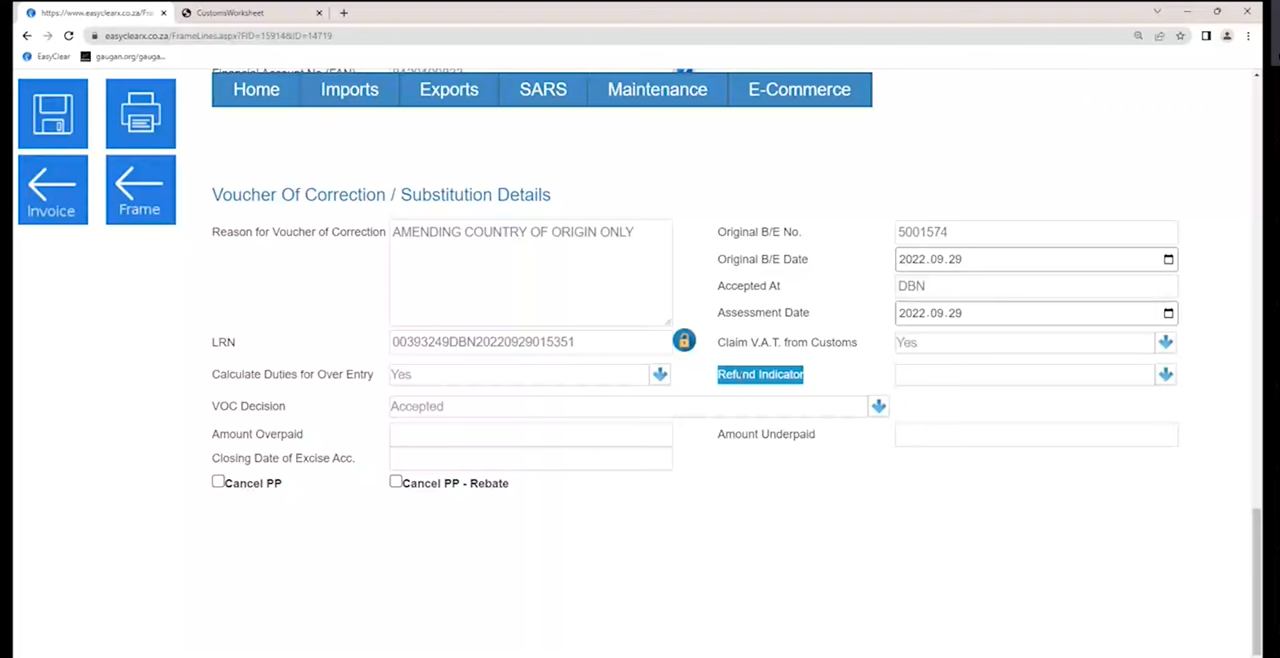 https://www.easyclearx.co.za/Fra
CustomsWorksheet
easyclearx.co.za/FrameLines.aspx?FID=15914&ID=14719
EasyClear
gaugan.org/gauga...
Financial Account No (FAN)
Home
Imports
Exports
SARS
Maintenance
E-Commerce
Invoice
Frame
Voucher Of Correction / Substitution Details
Reason for Voucher of Correction
AMENDING COUNTRY OF ORIGIN ONLY
Original B/E No.
5001574
Original B/E Date
2022.09.29
Accepted At
DBN
Assessment Date
2022.09.29
LRN
00393249DBN20220929015351
Claim V.A.T. from Customs
Yes
Calculate Duties for Over Entry
Yes
Refund Indicator
VOC Decision
Accepted
Amount Overpaid
Amount Underpaid
Closing Date of Excise Acc.
Cancel PP
Cancel PP - Rebate